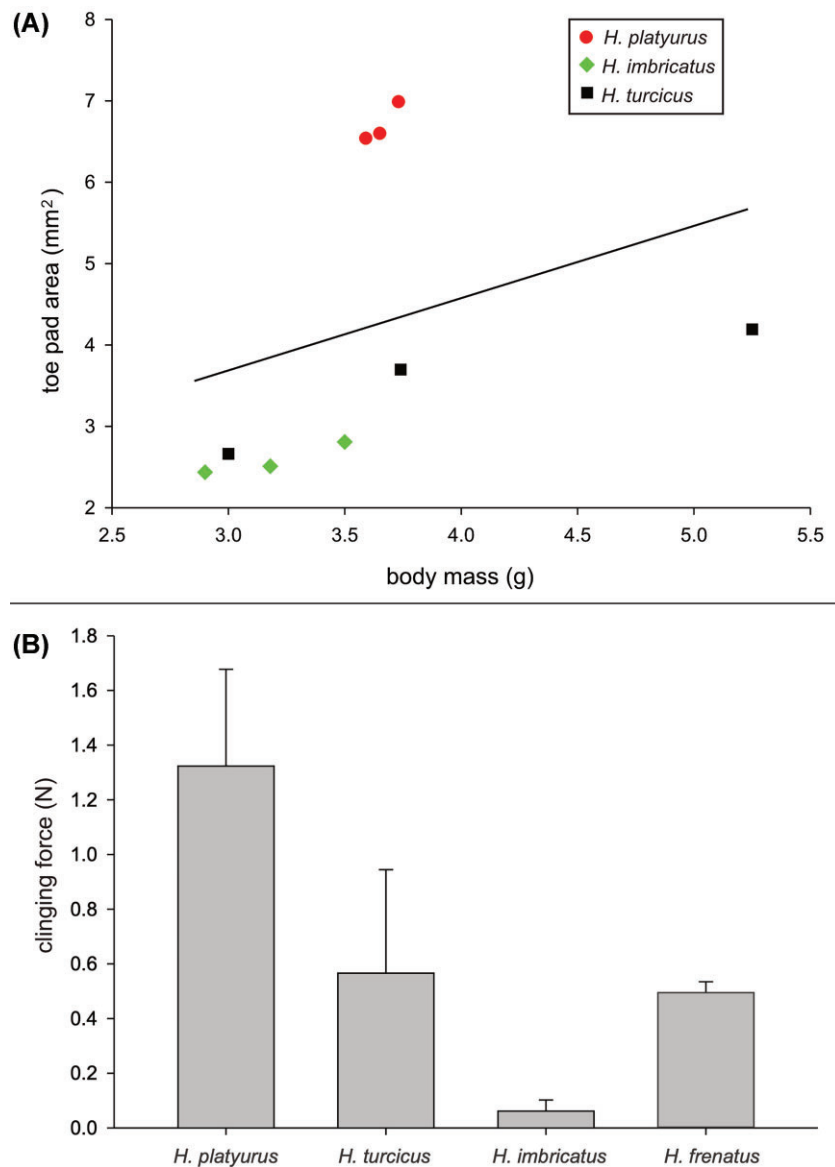 (A)
8
7
6
5
4
3
2
toe pad area (mm²)
H. platyurus
H. imbricatus
H. turcicus
2.5 3.0 3.5 4.0 4.5 5.0 5.5
body mass (g)
(B)
1.8
1.6
1.4
1.2
1.0
0.8
0.6
0.4
0.2
0.0
clinging force (N)
H. platyurus H. turcicus H. imbricatus H. frenatus